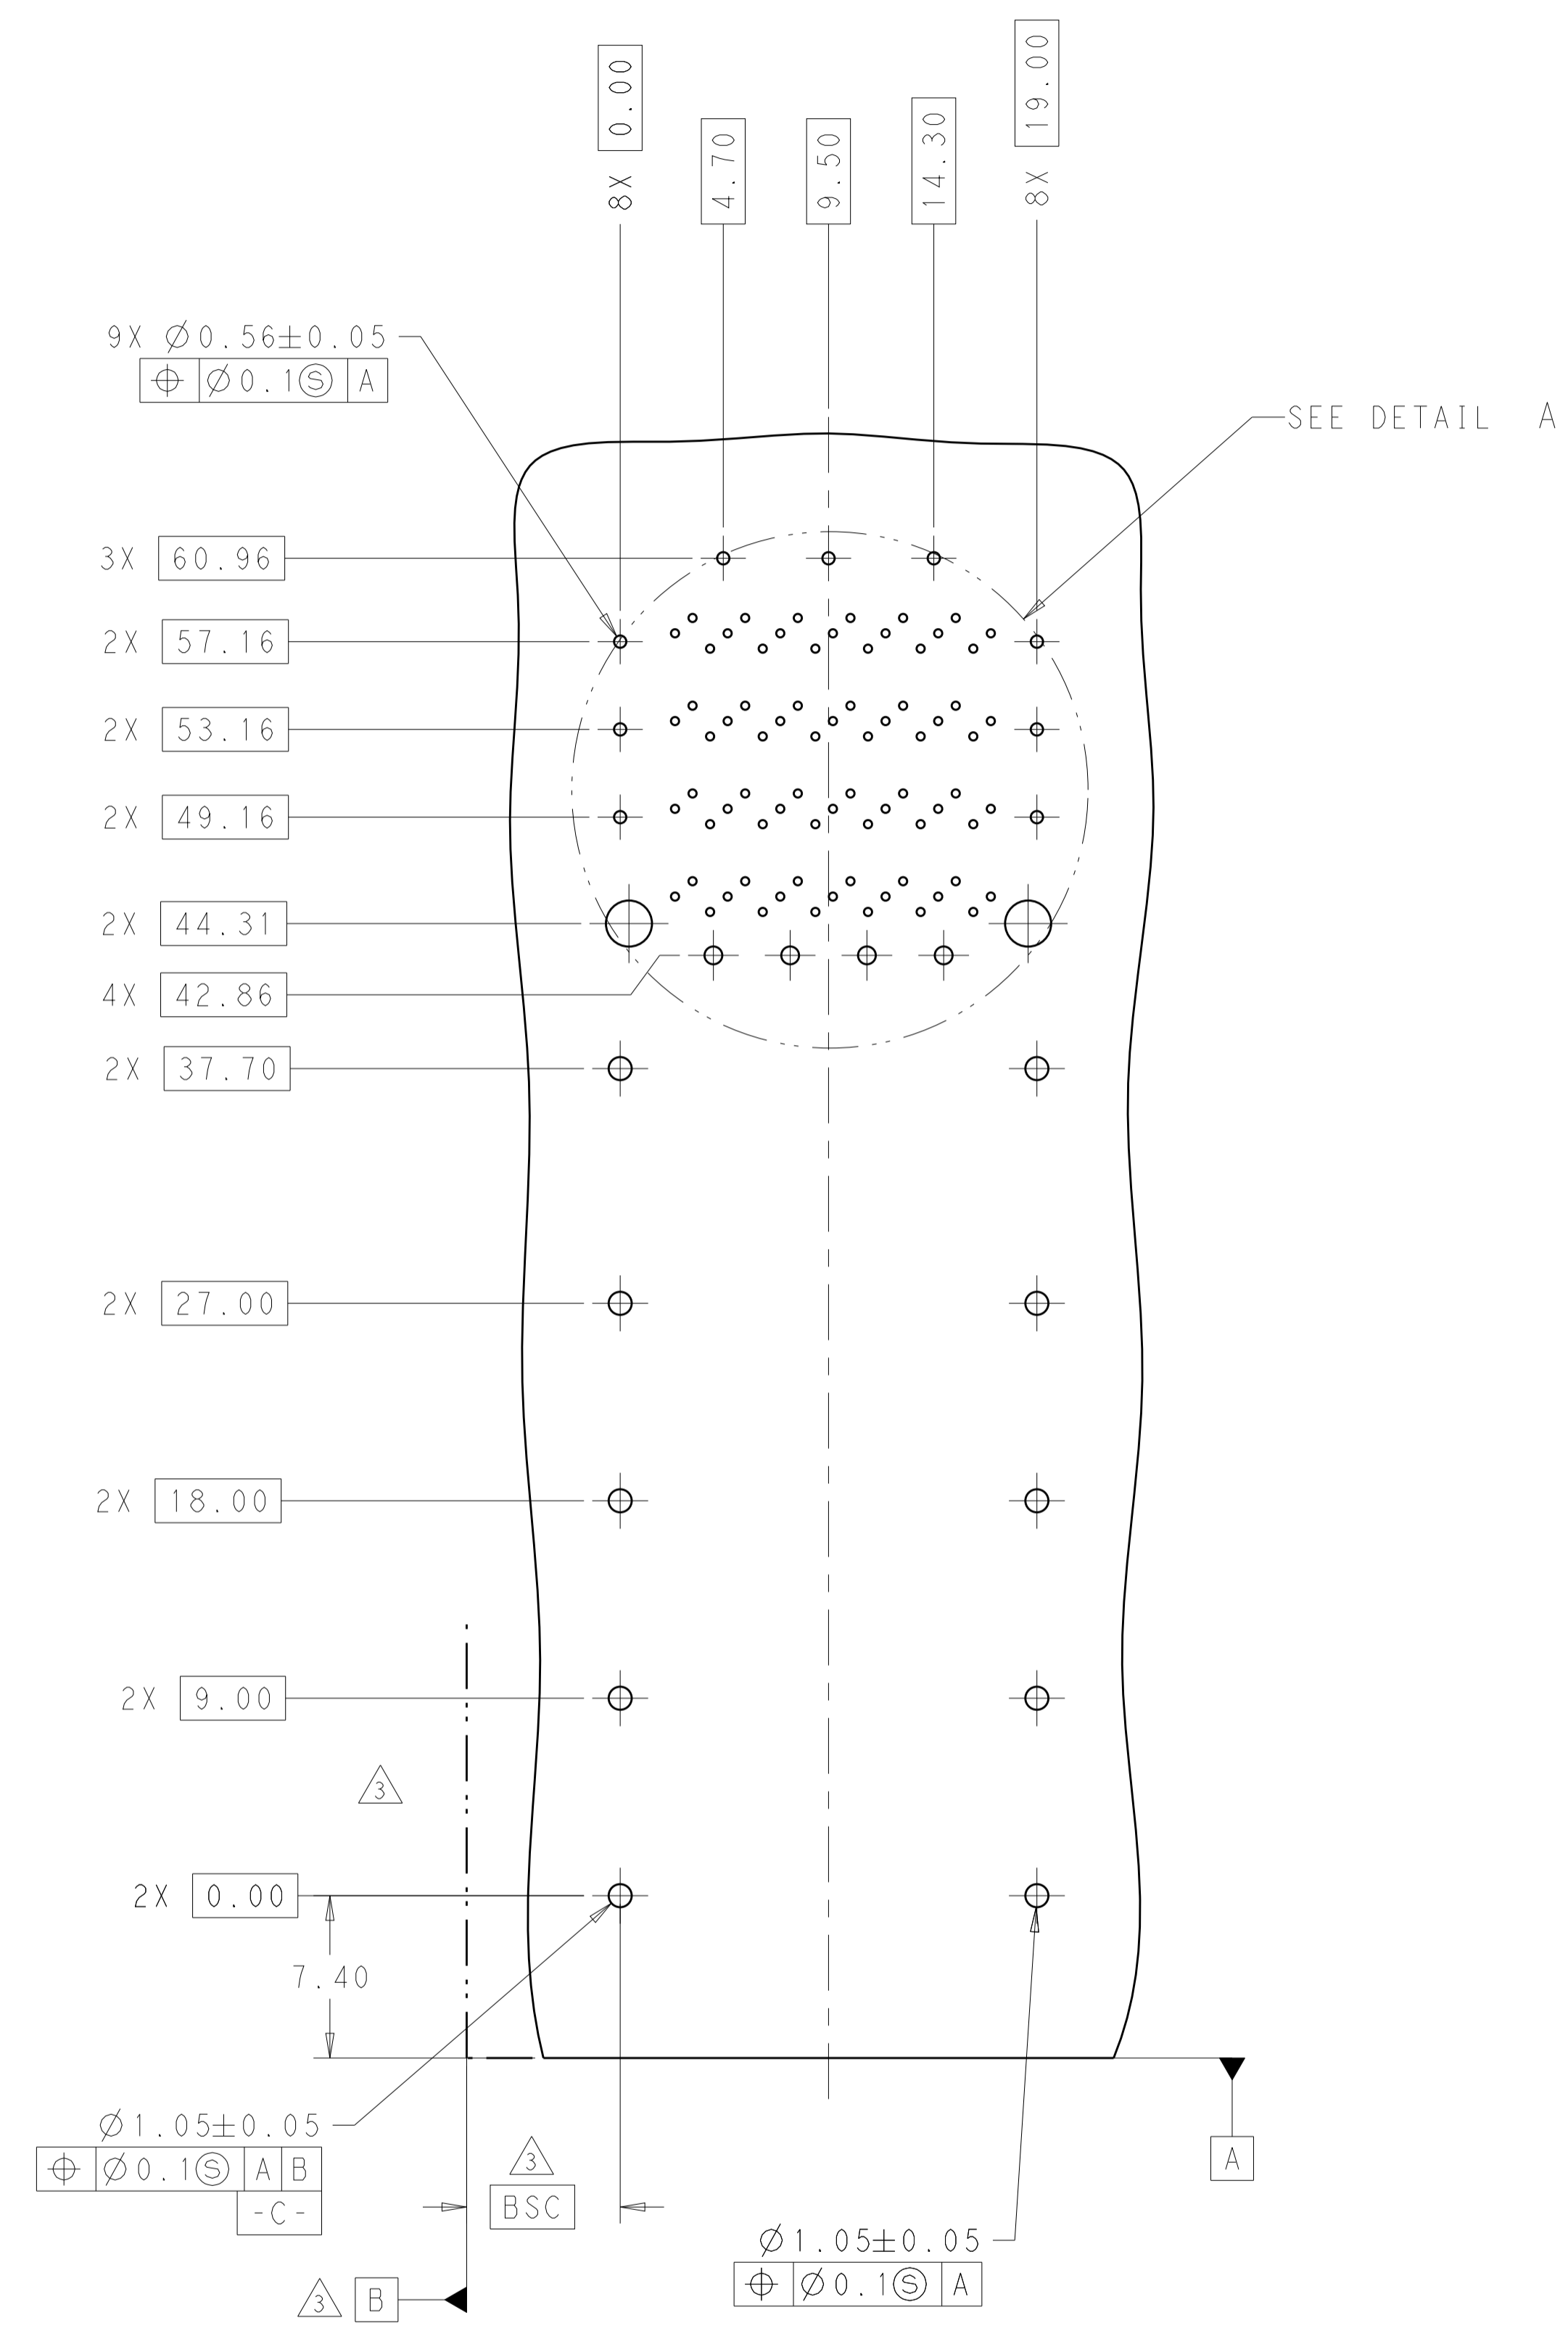 8X 0.00
4.70
9.50
14.30
8X 19.00
9X ⌀0.56±0.05
⌖ ⌀0.1Ⓢ A
SEE DETAIL A
3X 60.96
2X 57.16
2X 53.16
2X 49.16
2X 44.31
4X 42.86
2X 37.70
2X 27.00
2X 18.00
2X 9.00
3
2X 0.00
7.40
⌀1.05±0.05
⌖ ⌀0.1Ⓢ A B
-C-
3
BSC
A
⌀1.05±0.05
⌖ ⌀0.1Ⓢ A
3 B